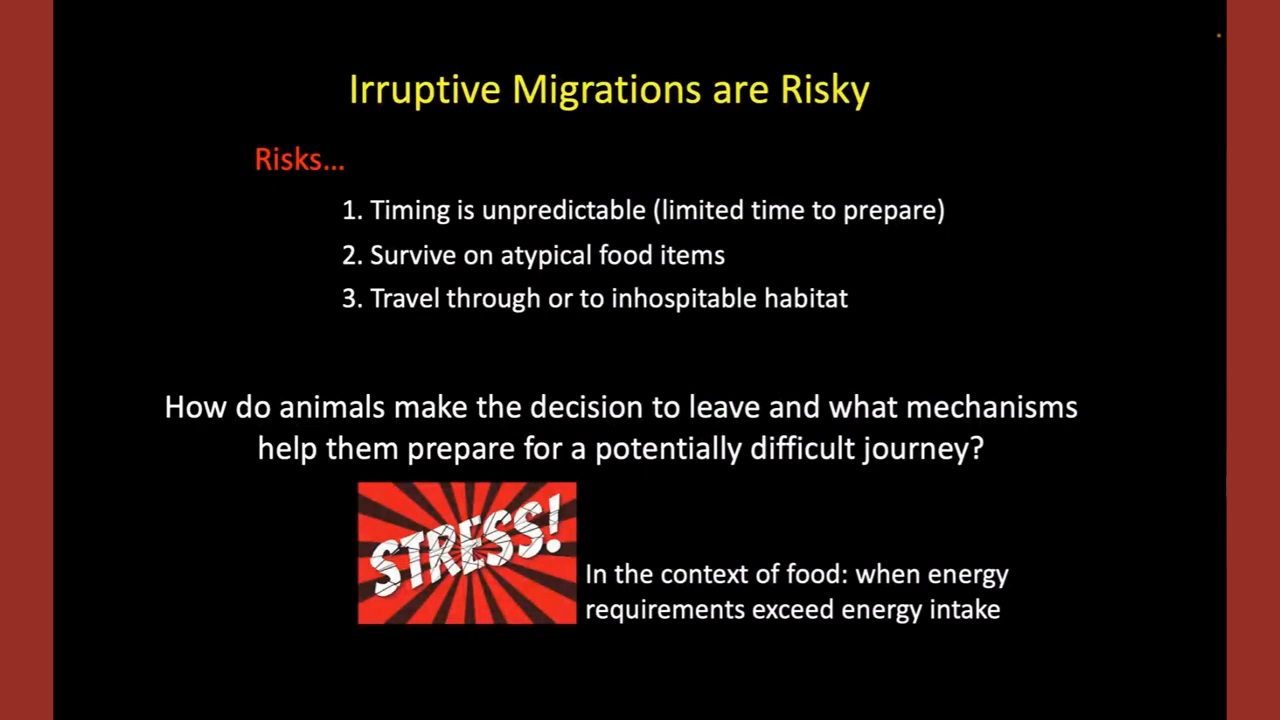 Irruptive Migrations are Risky
Risks...
1. Timing is unpredictable (limited time to prepare)
2. Survive on atypical food items
3. Travel through or to inhospitable habitat
How do animals make the decision to leave and what mechanisms
help them prepare for a potentially difficult journey?
STRESS!
In the context of food: when energy
requirements exceed energy intake